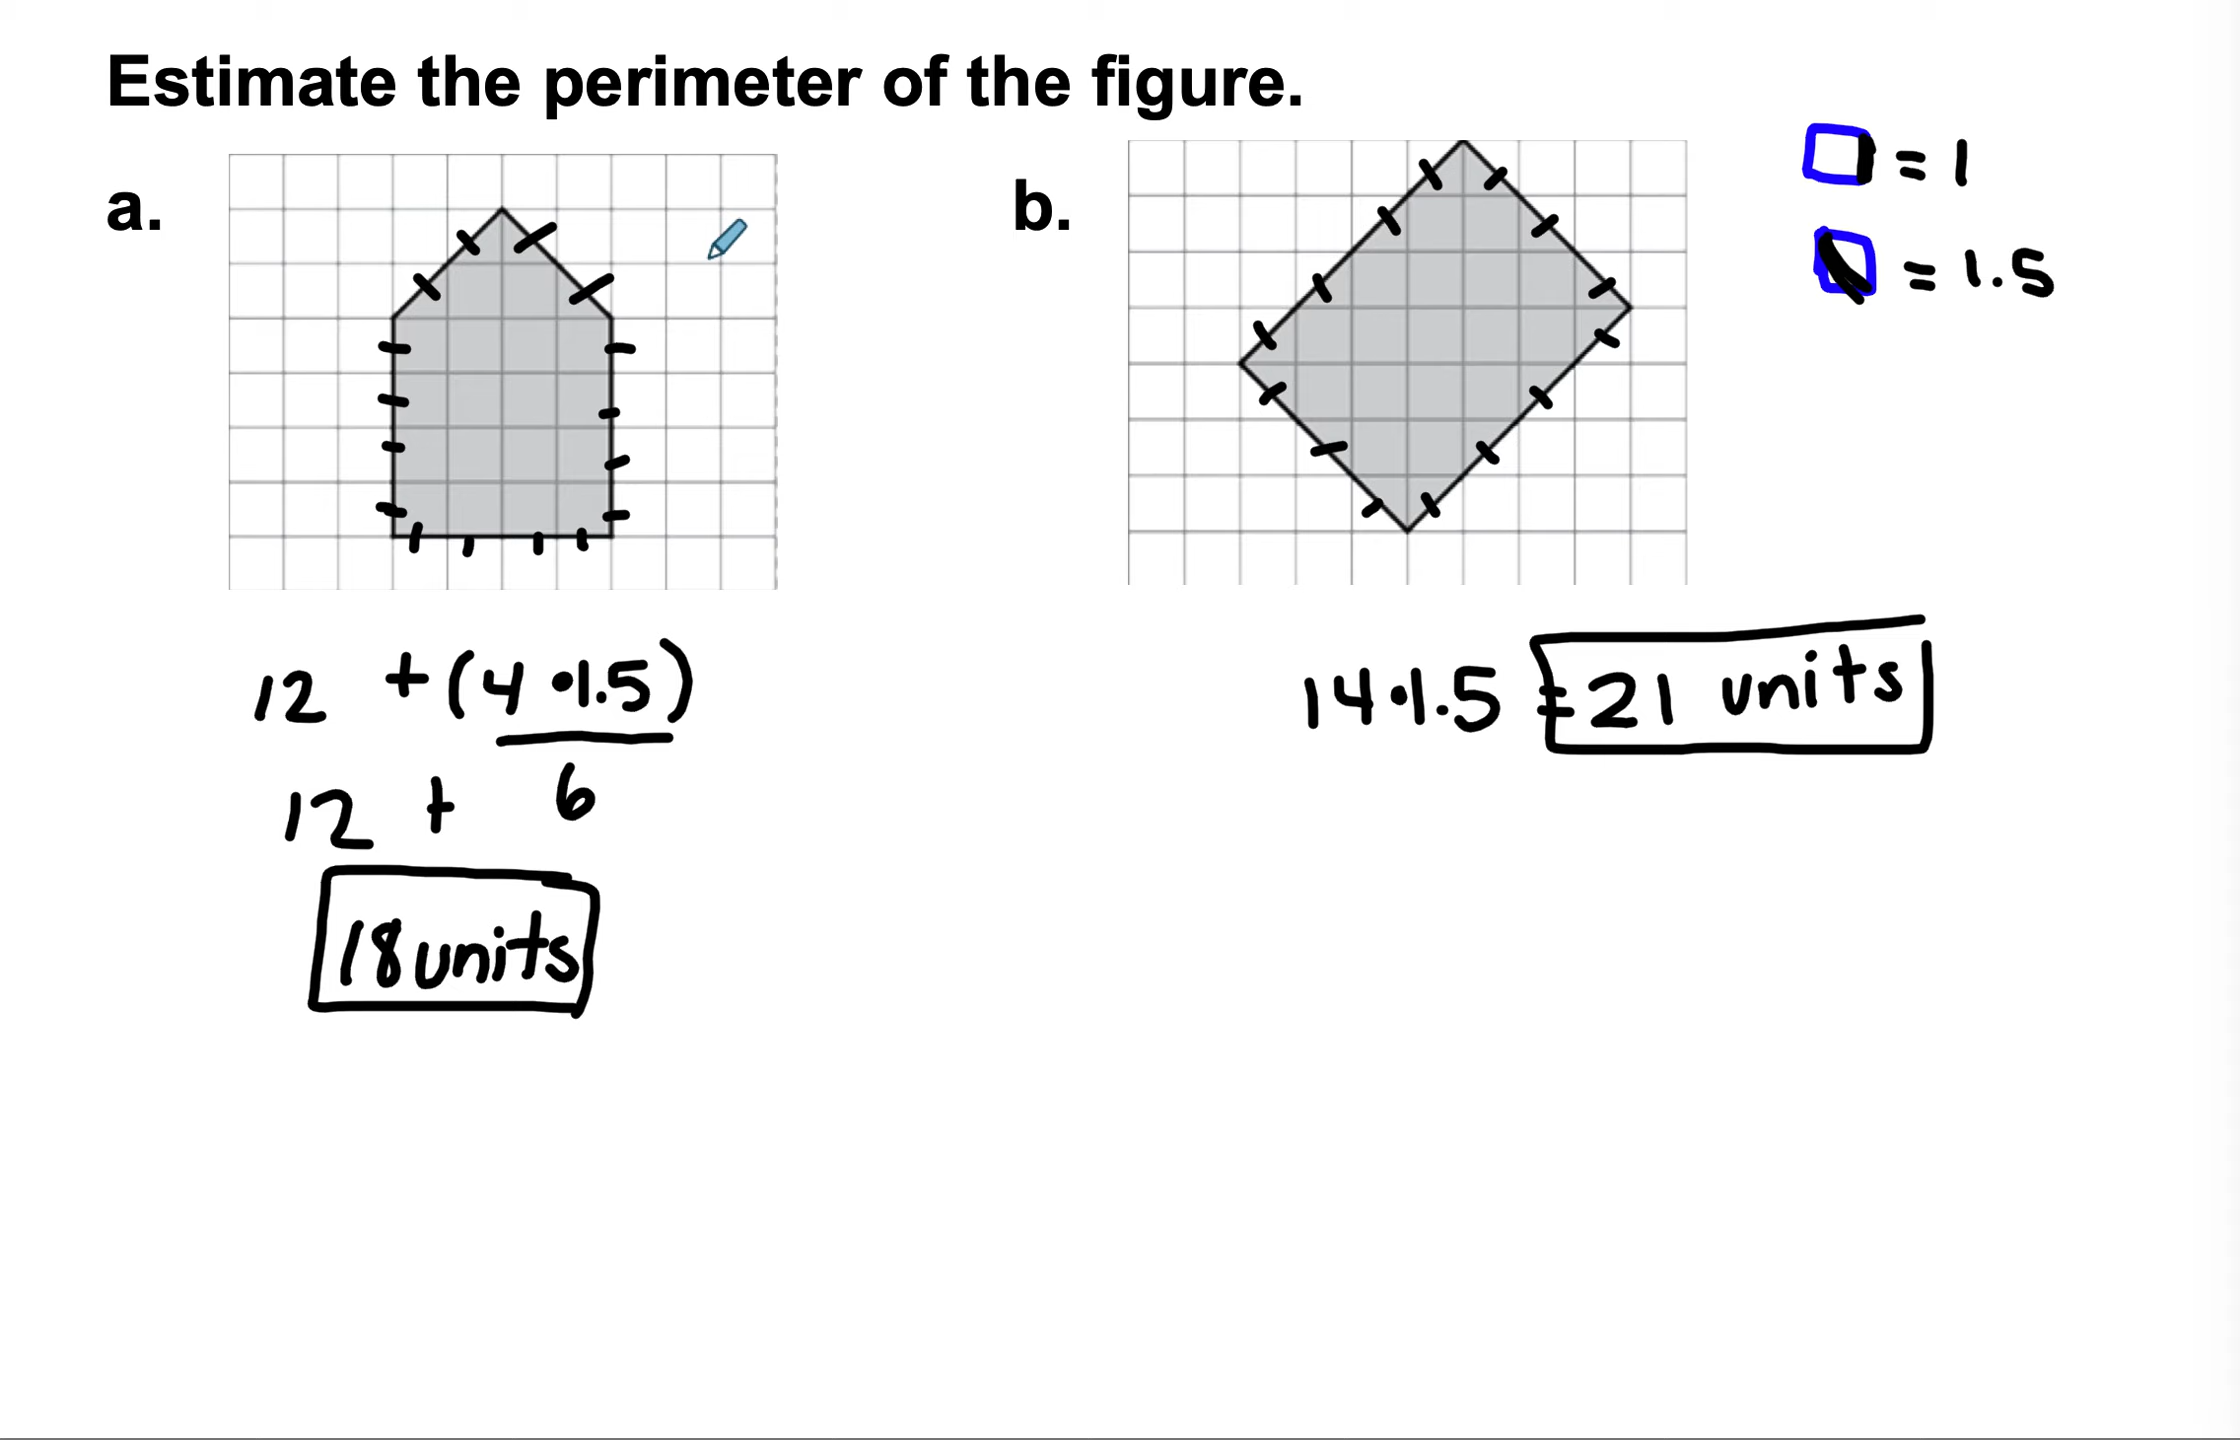 Estimate the perimeter of the figure.
a.
12 + (4 • 1.5)
12 + 6
18 units
b.
14 • 1.5 = 21 units
= 1
= 1.5